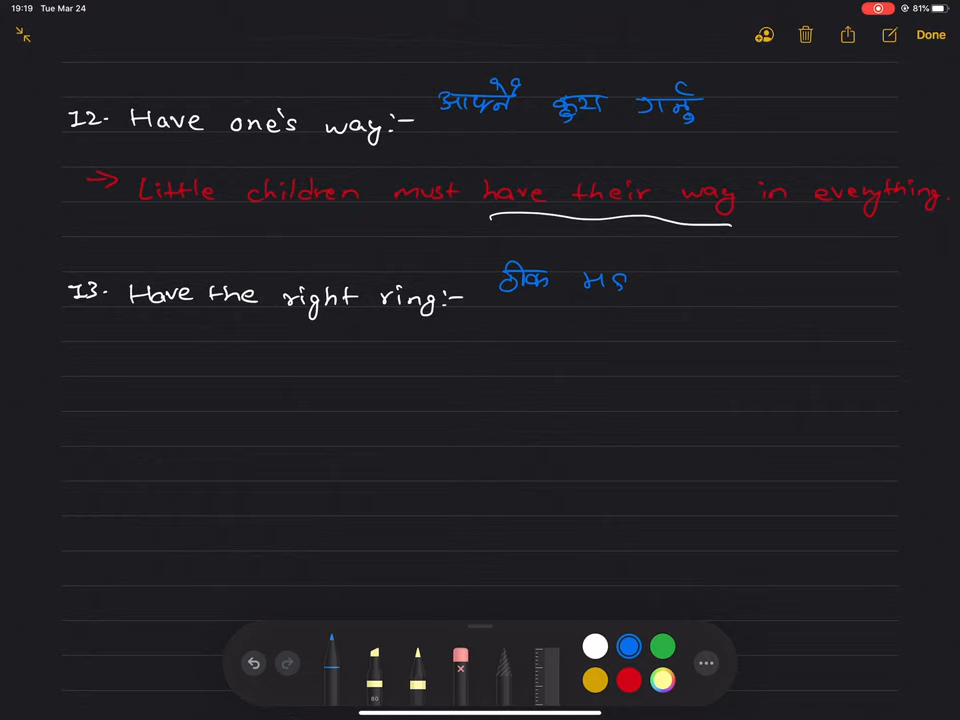 19:19 Tue Mar 24 81%
Done
12. Have one's way:- आफ्नै कुरा गर्नु
→ Little children must have their way in everything.
13. Have the right ring:- ठीक
80